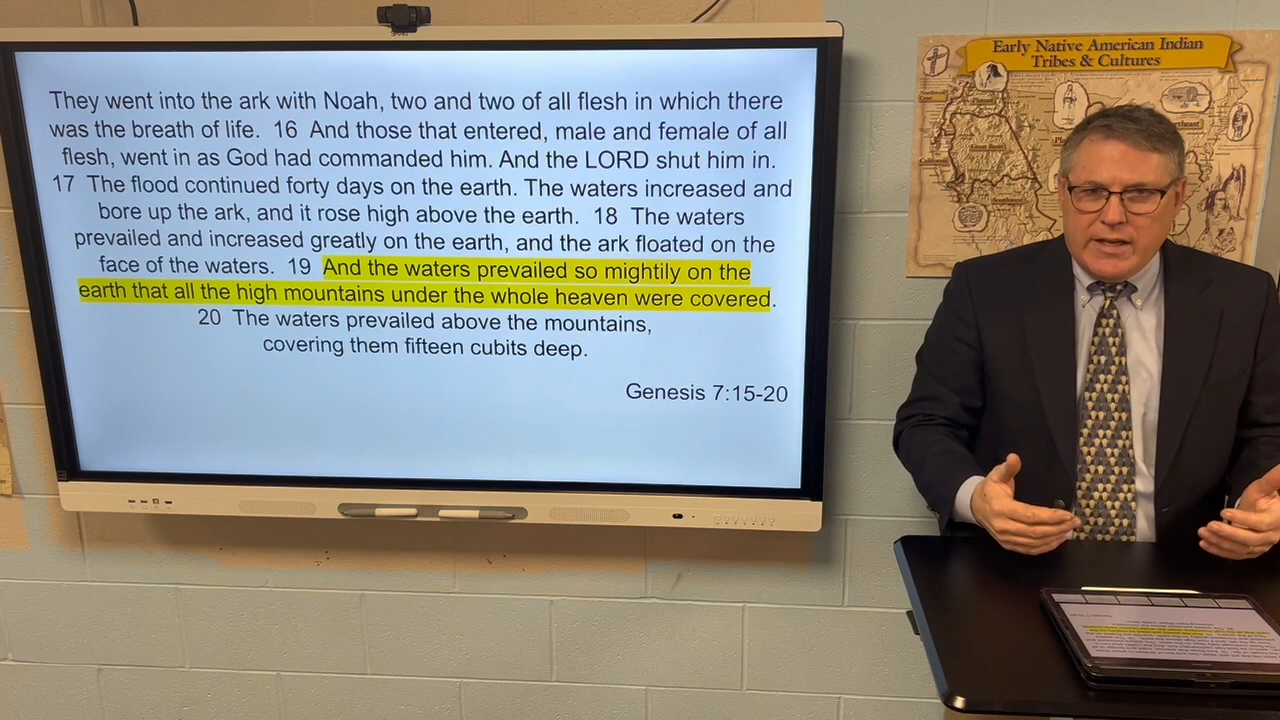 They went into the ark with Noah, two and two of all flesh in which there
was the breath of life. 16 And those that entered, male and female of all
flesh, went in as God had commanded him. And the LORD shut him in.
17 The flood continued forty days on the earth. The waters increased and
bore up the ark, and it rose high above the earth. 18 The waters
prevailed and increased greatly on the earth, and the ark floated on the
face of the waters. 19 And the waters prevailed so mightily on the
earth that all the high mountains under the whole heaven were covered.
20 The waters prevailed above the mountains,
covering them fifteen cubits deep.
Genesis 7:15-20
Early Native American Indian
Tribes & Cultures